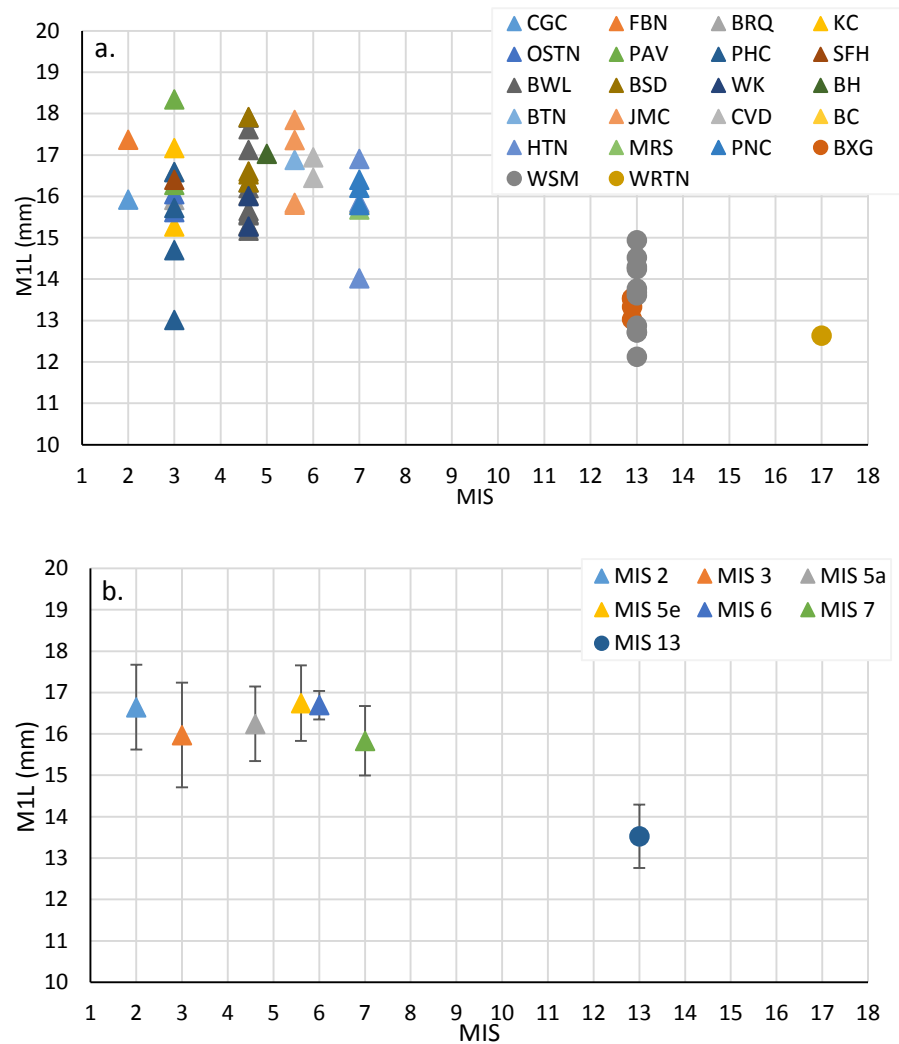 a.
CGC FBN BRQ KC
OSTN PAV PHC SFH
BWL BSD WK BH
BTN JMC CVD BC
HTN MRS PNC BXG
WSM WRTN
20
19
18
17
16
15
14
13
12
11
10
M1L (mm)
1 2 3 4 5 6 7 8 9 10 11 12 13 14 15 16 17 18
MIS
b.
MIS 2 MIS 3 MIS 5a
MIS 5e MIS 6 MIS 7
MIS 13
20
19
18
17
16
15
14
13
12
11
10
M1L (mm)
1 2 3 4 5 6 7 8 9 10 11 12 13 14 15 16 17 18
MIS